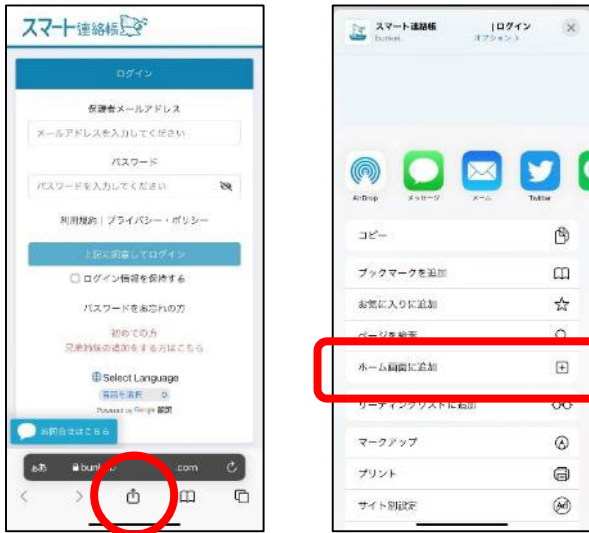 スマート連絡帳
ログイン
保護者メールアドレス
メールアドレスを入力してください
パスワード
パスワードを入力してください
利用規約 | プライバシー・ポリシー
上記に同意してログイン
ログイン情報を保持する
パスワードをお忘れの方
初めての方
兄弟姉妹の追加をする方はこちら
Select Language
言語を選択
Powered by Google 翻訳
お問合せはこちら
ああ
.com
スマート連絡帳 | ログイン
オプション >
AirDrop
メッセージ
メール
Twitter
コピー
ブックマークを追加
お気に入りに追加
ページを検索
ホーム画面に追加
リーディングリストに追加
マークアップ
プリント
サイト別設定